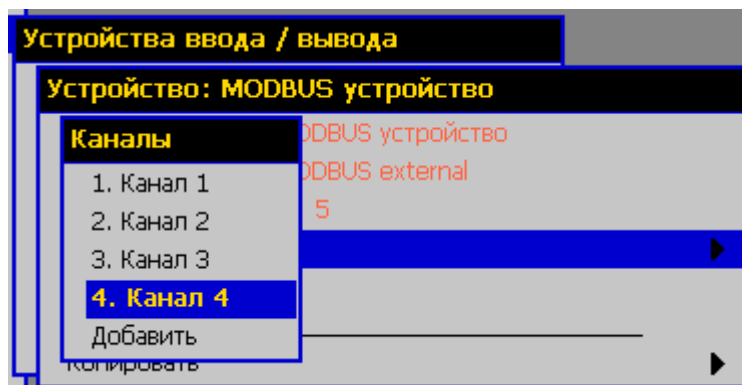 Устройства ввода / вывода
Устройство: MODBUS устройство
Каналы
DBUS устройство
1. Канал 1
DBUS external
2. Канал 2
5
3. Канал 3
4. Канал 4
Добавить
Копировать